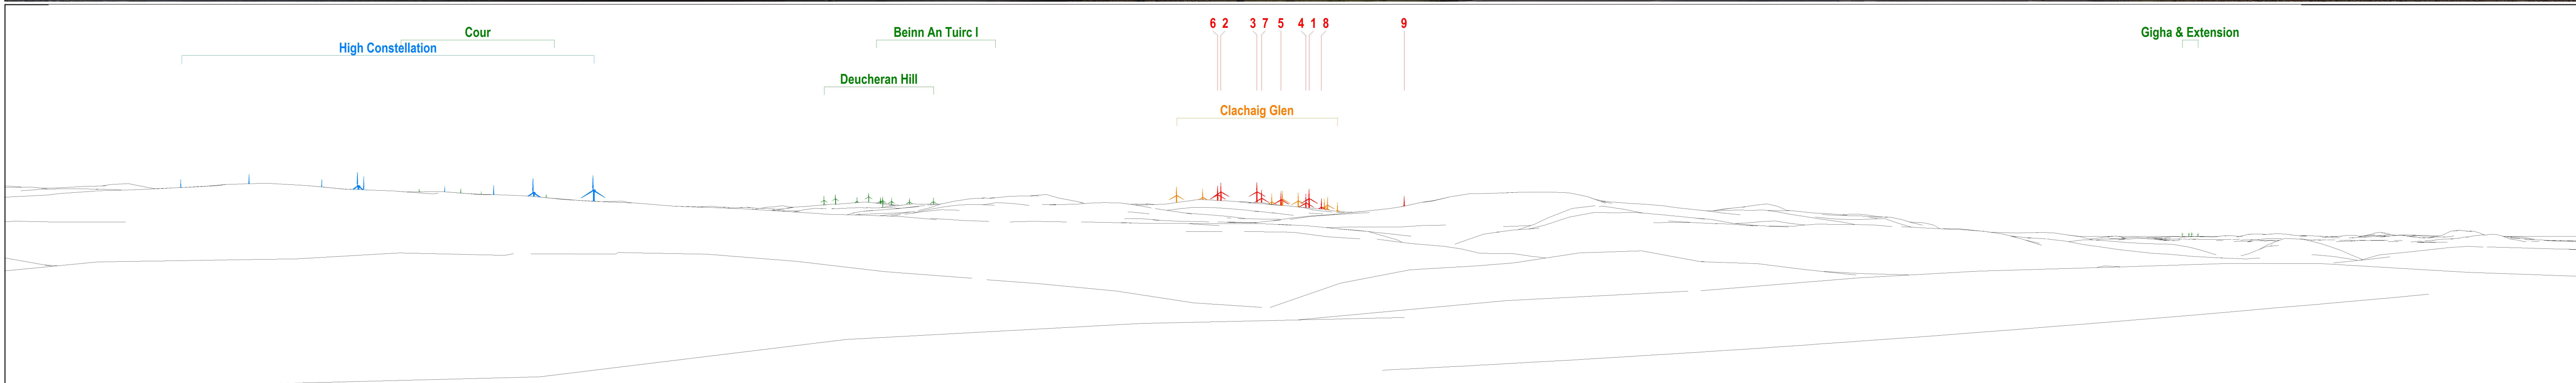 6 2 3 7 5 4 1 8 9
Cour
Beinn An Tuirc I
Gigha & Extension
High Constellation
Deucheran Hill
Clachaig Glen